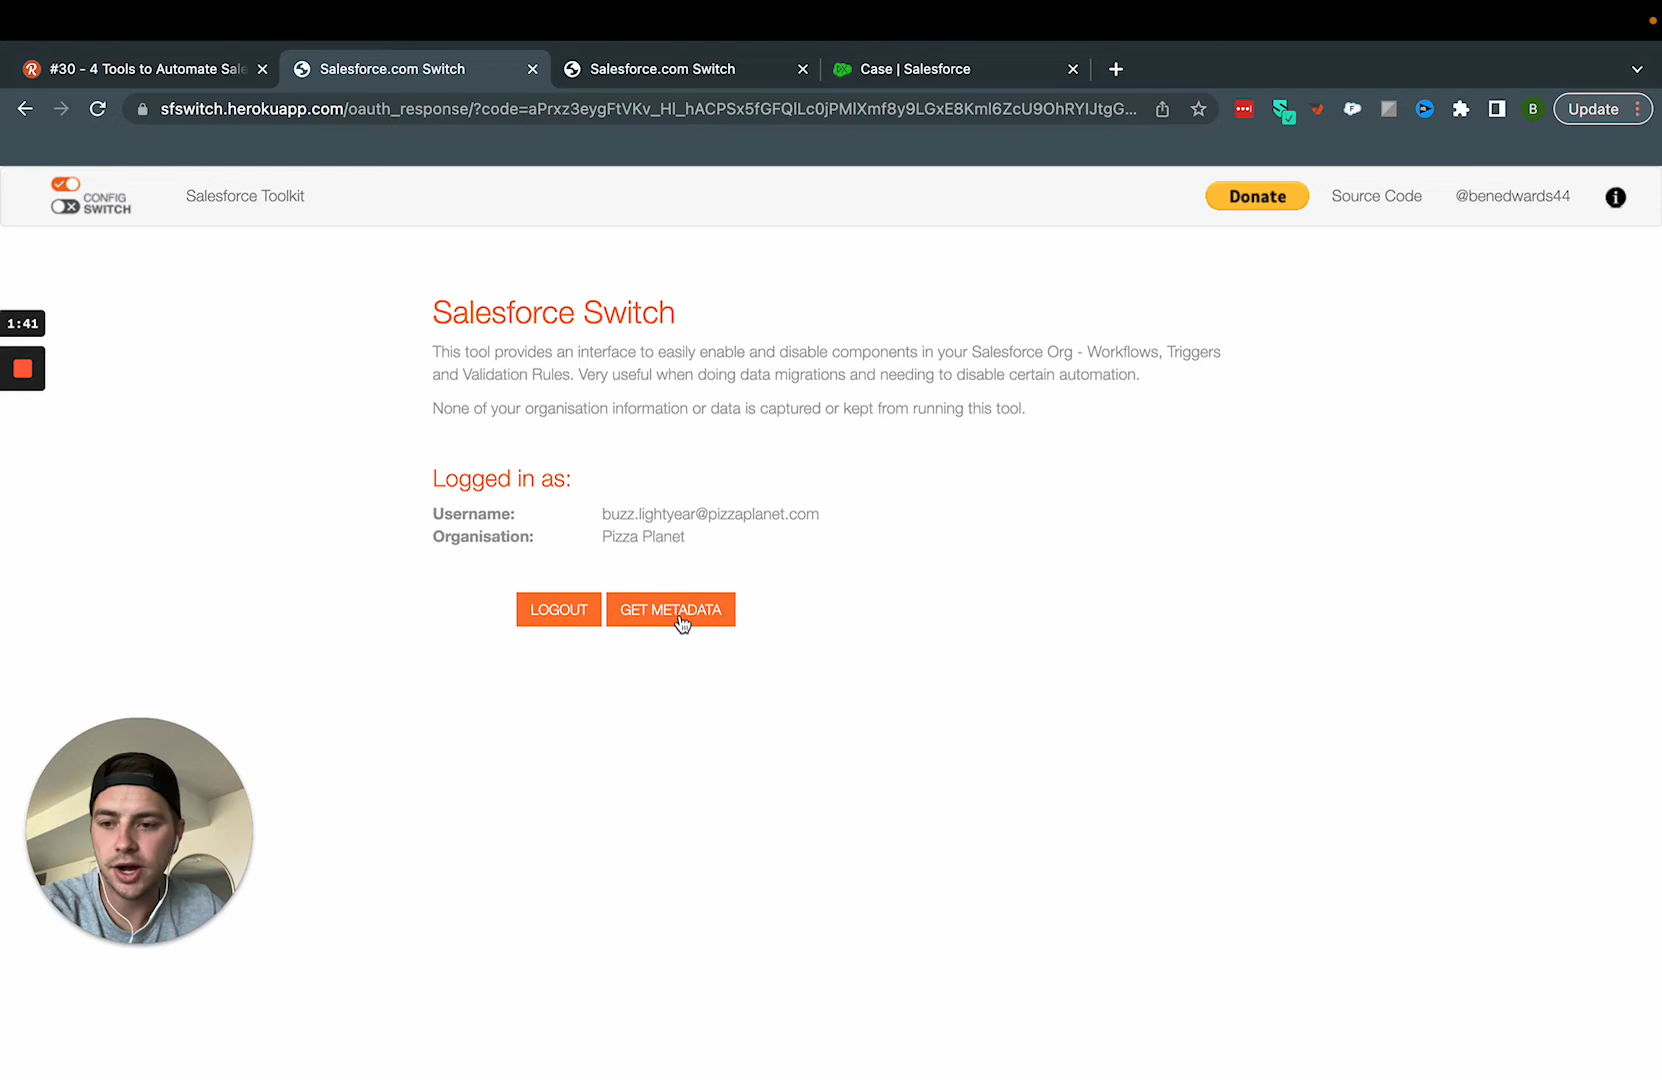 #30 - 4 Tools to Automate Sale
Salesforce.com Switch
Salesforce.com Switch
Case | Salesforce
sfswitch.herokuapp.com/oauth_response/?code=aPrxz3eygFtVKv_HI_hACPSx5fGFQlLc0jPMlXmf8y9LGxE8Kml6ZcU9OhRYIJtgG...
B
Update
CONFIG
SWITCH
Salesforce Toolkit
Donate
Source Code
@benedwards44
Salesforce Switch
1:41
This tool provides an interface to easily enable and disable components in your Salesforce Org - Workflows, Triggers
and Validation Rules. Very useful when doing data migrations and needing to disable certain automation.
None of your organisation information or data is captured or kept from running this tool.
Logged in as:
Username: buzz.lightyear@pizzaplanet.com
Organisation: Pizza Planet
LOGOUT GET METADATA